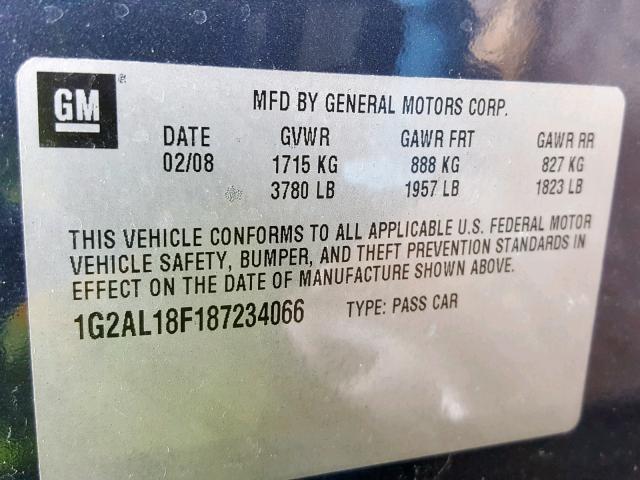 GM
MFD BY GENERAL MOTORS CORP.
DATE GVWR GAWR FRT GAWR RR
02/08 1715 KG 888 KG 827 KG
3780 LB 1957 LB 1823 LB
THIS VEHICLE CONFORMS TO ALL APPLICABLE U.S. FEDERAL MOTOR
VEHICLE SAFETY, BUMPER, AND THEFT PREVENTION STANDARDS IN
EFFECT ON THE DATE OF MANUFACTURE SHOWN ABOVE.
1G2AL18F187234066 TYPE: PASS CAR